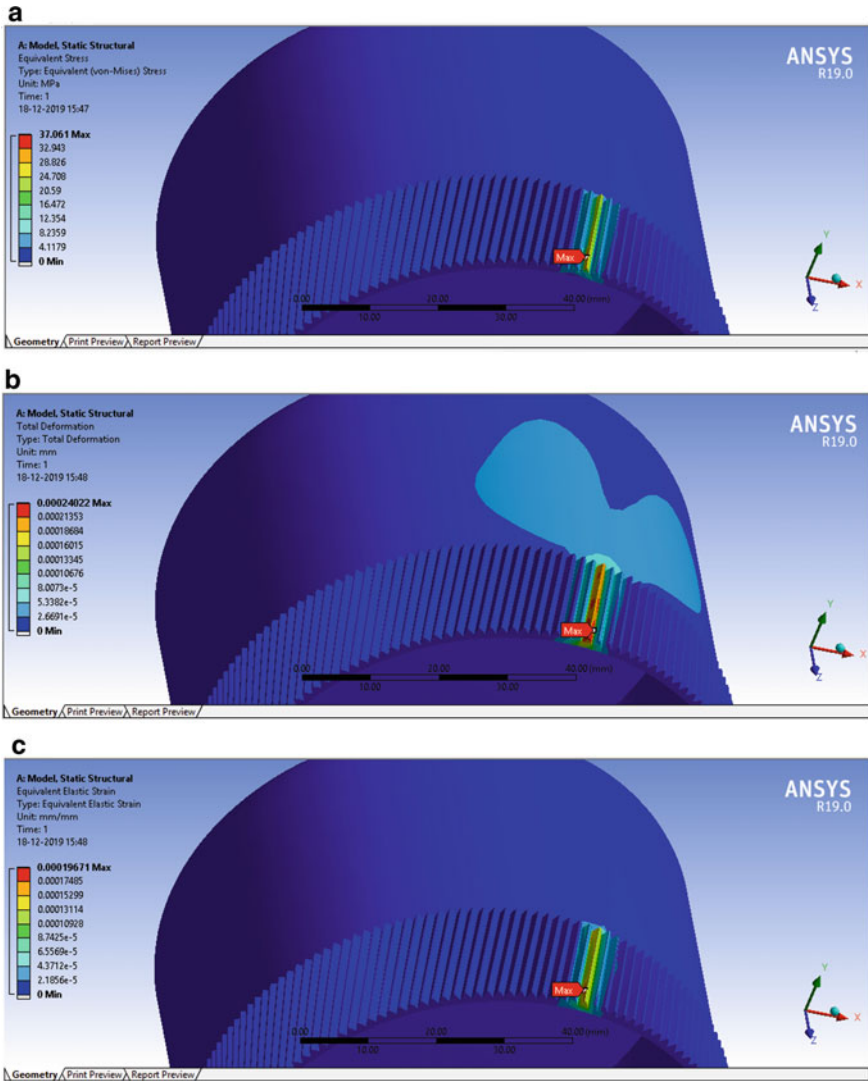 a
A: Model, Static Structural
Equivalent Stress
Type: Equivalent (von-Mises) Stress
Unit: MPa
Time: 1
18-12-2019 15:47
ANSYS
R19.0
37.061 Max
32.943
28.826
24.708
20.59
16.472
12.354
8.2359
4.1179
0 Min
Max
0.00 20.00 40.00 (mm)
10.00 30.00
Y
X
Z
Geometry Print Preview Report Preview
b
A: Model, Static Structural
Total Deformation
Type: Total Deformation
Unit: mm
Time: 1
18-12-2019 15:48
ANSYS
R19.0
0.00024022 Max
0.00021353
0.00018684
0.00016015
0.00013345
0.00010676
8.0073e-5
5.3382e-5
2.6691e-5
0 Min
Max
0.00 20.00 40.00 (mm)
10.00 30.00
Y
X
Z
Geometry Print Preview Report Preview
c
A: Model, Static Structural
Equivalent Elastic Strain
Type: Equivalent Elastic Strain
Unit: mm/mm
Time: 1
18-12-2019 15:48
ANSYS
R19.0
0.00019671 Max
0.00017485
0.00015299
0.00013114
0.00010928
8.7425e-5
6.5569e-5
4.3712e-5
2.1856e-5
0 Min
Max
0.00 20.00 40.00 (mm)
10.00 30.00
Y
X
Z
Geometry Print Preview Report Preview